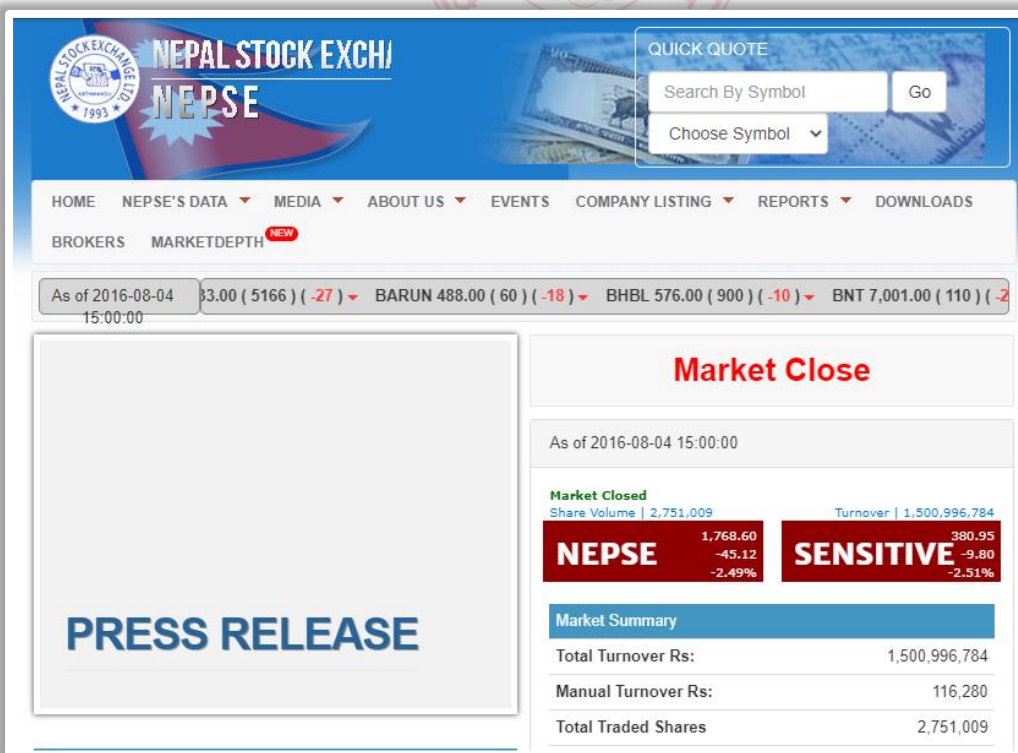 NEPAL STOCK EXCHANGE LTD.
KATHMANDU
* 1993 *
NEPAL STOCK EXCH
NEPSE
QUICK QUOTE
Search By Symbol
Go
Choose Symbol
HOME NEPSE'S DATA MEDIA ABOUT US EVENTS COMPANY LISTING REPORTS DOWNLOADS
BROKERS MARKETDEPTH NEW
As of 2016-08-04
15:00:00
33.00 ( 5166 ) ( -27 ) BARUN 488.00 ( 60 ) ( -18 ) BHBL 576.00 ( 900 ) ( -10 ) BNT 7,001.00 ( 110 ) ( -2
Market Close
As of 2016-08-04 15:00:00
Market Closed
Share Volume | 2,751,009 Turnover | 1,500,996,784
NEPSE
1,768.60
-45.12
-2.49%
SENSITIVE
380.95
-9.80
-2.51%
PRESS RELEASE
Market Summary
Total Turnover Rs: 1,500,996,784
Manual Turnover Rs: 116,280
Total Traded Shares 2,751,009